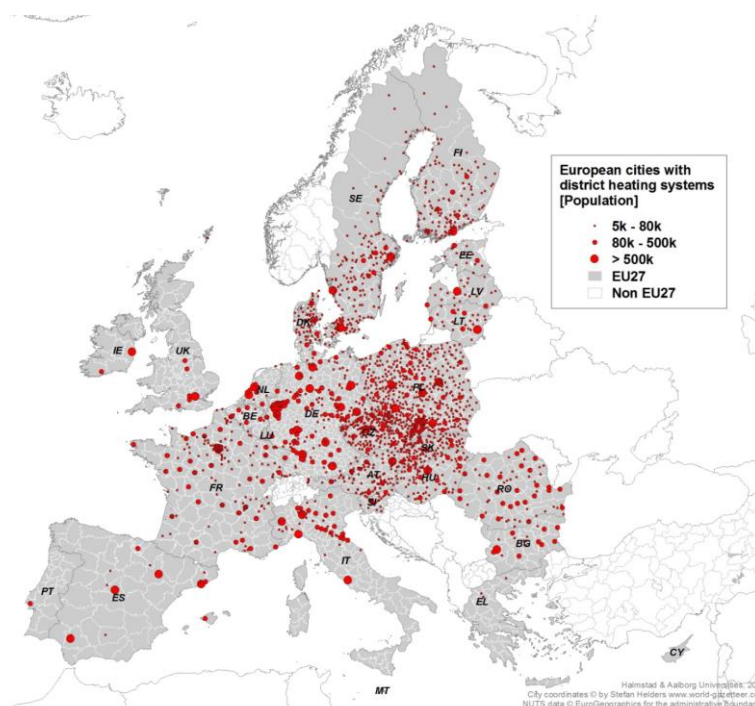 European cities with
district heating systems
[Population]
5k - 80k
80k - 500k
> 500k
EU27
Non EU27
FI
SE
EE
LV
LT
DK
IE
UK
NL
PL
BE
DE
LU
CZ
SK
AT
HU
FR
SI
RO
BG
IT
PT
ES
EL
CY
MT
Halmstad & Aalborg Universities, 20
City coordinates © by Stefan Helders www.world-gazetteer.c
NUTS data © EuroGeographics for the administrative bounda